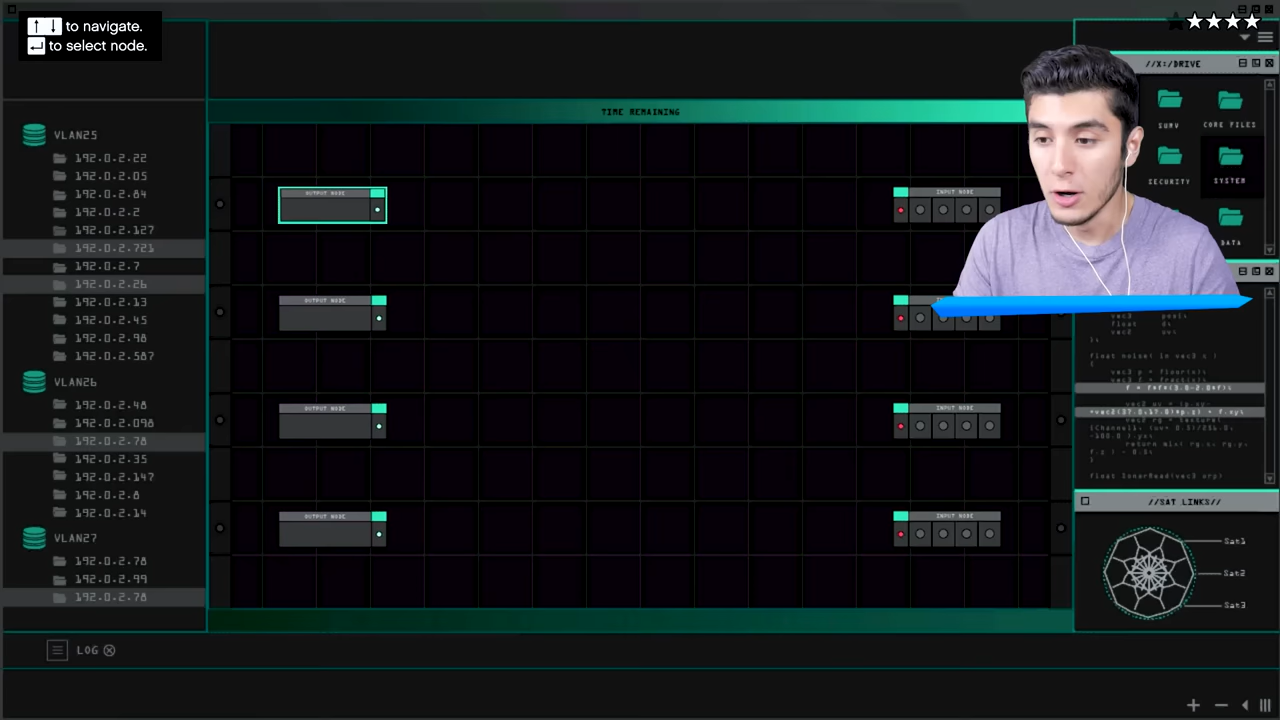 ↑ ↓ to navigate.
↵ to select node.
TIME REMAINING
VLAN25
192.0.2.22
192.0.2.05
192.0.2.84
192.0.2.2
192.0.2.127
192.0.2.721
192.0.2.7
192.0.2.26
192.0.2.13
192.0.2.45
192.0.2.98
192.0.2.587
VLAN26
192.0.2.48
192.0.2.098
192.0.2.78
192.0.2.35
192.0.2.147
192.0.2.8
192.0.2.14
VLAN27
192.0.2.78
192.0.2.99
192.0.2.78
OUTPUT NODE
INPUT NODE
OUTPUT NODE
OUTPUT NODE
INPUT NODE
OUTPUT NODE
INPUT NODE
//X:/DRIVE
CORE FILES
SECURITY
SYSTEM
DATA
float noise( in vec3 x )
{
vec3 p = floor(x);
}
//SAT LINKS//
Sat1
Sat2
Sat3
LOG